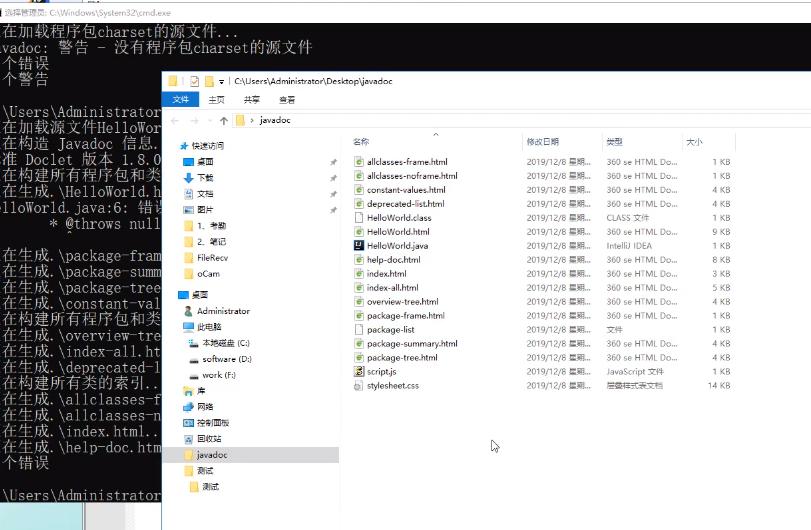 选择管理员: C:\Windows\System32\cmd.exe
在加载程序包charset的源文件...
avadoc: 警告 - 没有程序包charset的源文件
个错误
个警告
:\Users\Administrator
在加载源文件HelloWor
在构造 Javadoc 信息.
准 Doclet 版本 1.8.0
在构建所有程序包和类
在生成.\HelloWorld.h
elloWorld.java:6: 错误
* @throws null
^
在生成.\package-fram
在生成.\package-summ
在生成.\package-tree
在生成.\constant-val
在构建所有程序包和类
在生成.\overview-tre
在生成.\index-all.ht
在生成.\deprecated-l
在构建所有类的索引...
在生成.\allclasses-f
在生成.\allclasses-n
在生成.\index.html...
在生成.\help-doc.htm
个错误
:\Users\Administrator
C:\Users\Administrator\Desktop\javadoc
文件 主页 共享 查看
javadoc
快速访问
桌面
下载
文档
图片
1、考勤
2、笔记
FileRecv
oCam
桌面
Administrator
此电脑
本地磁盘 (C:)
software (D:)
work (F:)
库
网络
控制面板
回收站
javadoc
测试
测试
名称 修改日期 类型 大小
allclasses-frame.html 2019/12/8 星期... 360 se HTML Do... 1 KB
allclasses-noframe.html 2019/12/8 星期... 360 se HTML Do... 1 KB
constant-values.html 2019/12/8 星期... 360 se HTML Do... 4 KB
deprecated-list.html 2019/12/8 星期... 360 se HTML Do... 4 KB
HelloWorld.class 2019/12/8 星期... CLASS 文件 1 KB
HelloWorld.html 2019/12/8 星期... 360 se HTML Do... 9 KB
HelloWorld.java 2019/12/8 星期... IntelliJ IDEA 1 KB
help-doc.html 2019/12/8 星期... 360 se HTML Do... 8 KB
index.html 2019/12/8 星期... 360 se HTML Do... 3 KB
index-all.html 2019/12/8 星期... 360 se HTML Do... 5 KB
overview-tree.html 2019/12/8 星期... 360 se HTML Do... 4 KB
package-frame.html 2019/12/8 星期... 360 se HTML Do... 1 KB
package-list 2019/12/8 星期... 文件 1 KB
package-summary.html 2019/12/8 星期... 360 se HTML Do... 4 KB
package-tree.html 2019/12/8 星期... 360 se HTML Do... 4 KB
script.js 2019/12/8 星期... JavaScript 文件 1 KB
stylesheet.css 2019/12/8 星期... 层叠样式表文档 14 KB